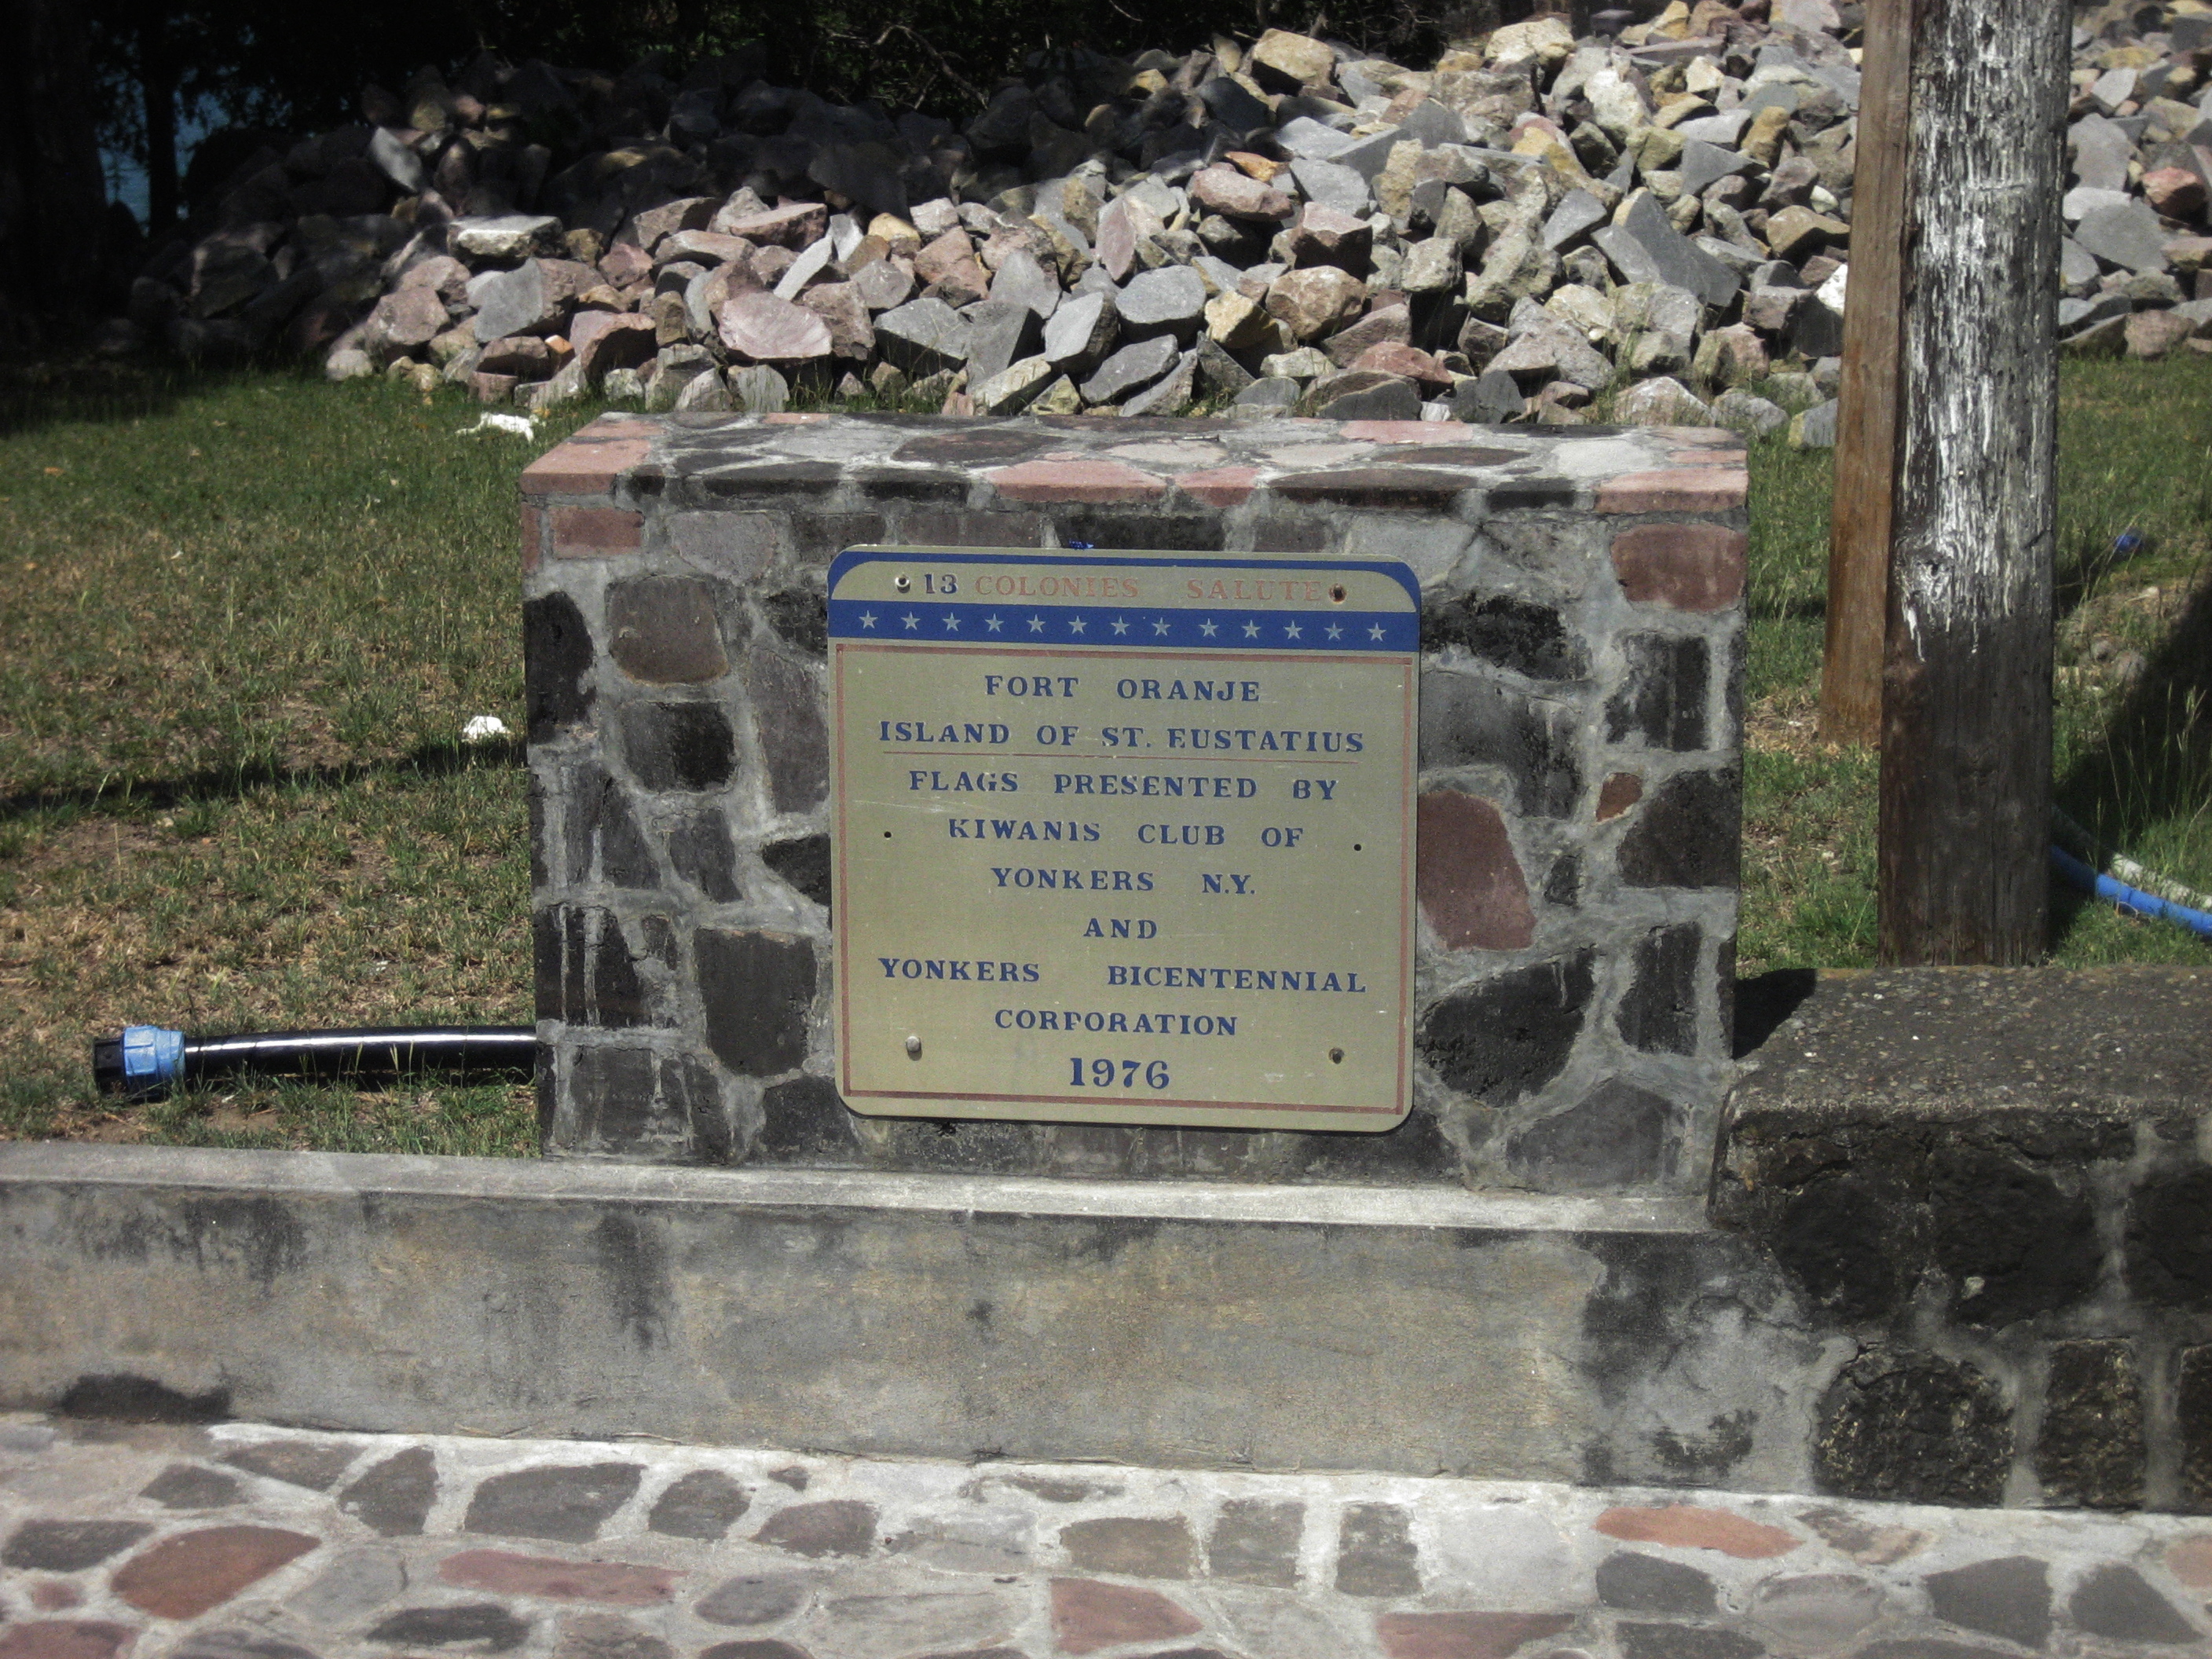 13 COLONIES SALUTE
FORT ORANJE
ISLAND OF ST. EUSTATIUS
FLAGS PRESENTED BY
KIWANIS CLUB OF
YONKERS N.Y.
AND
YONKERS BICENTENNIAL
CORPORATION
1976